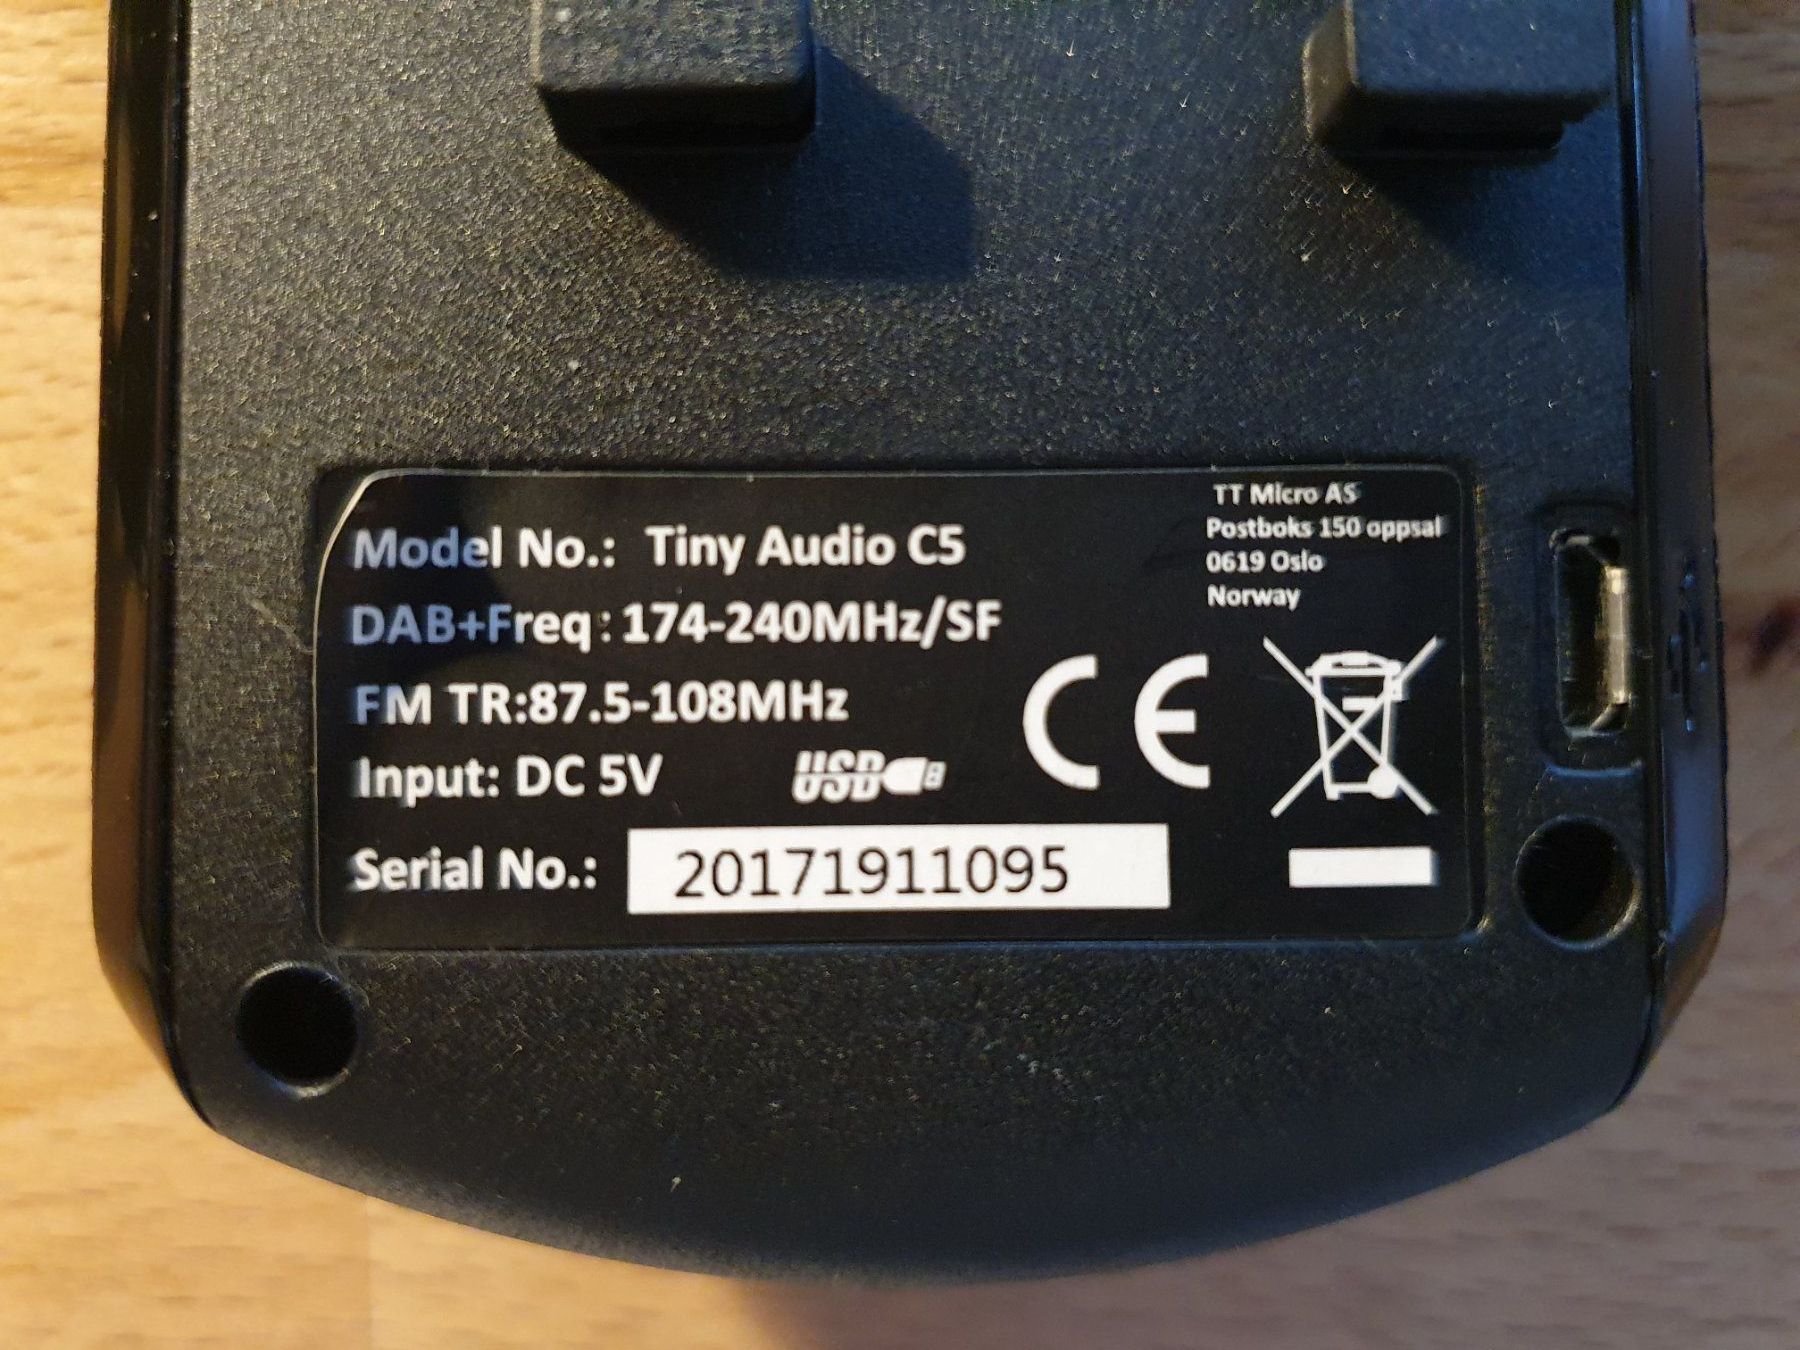 TT Micro AS
Postboks 150 oppsal
0619 Oslo
Norway
Model No.: Tiny Audio C5
DAB+Freq:174-240MHz/SF
FM TR:87.5-108MHz
Input: DC 5V
USB
CE
Serial No.: 20171911095